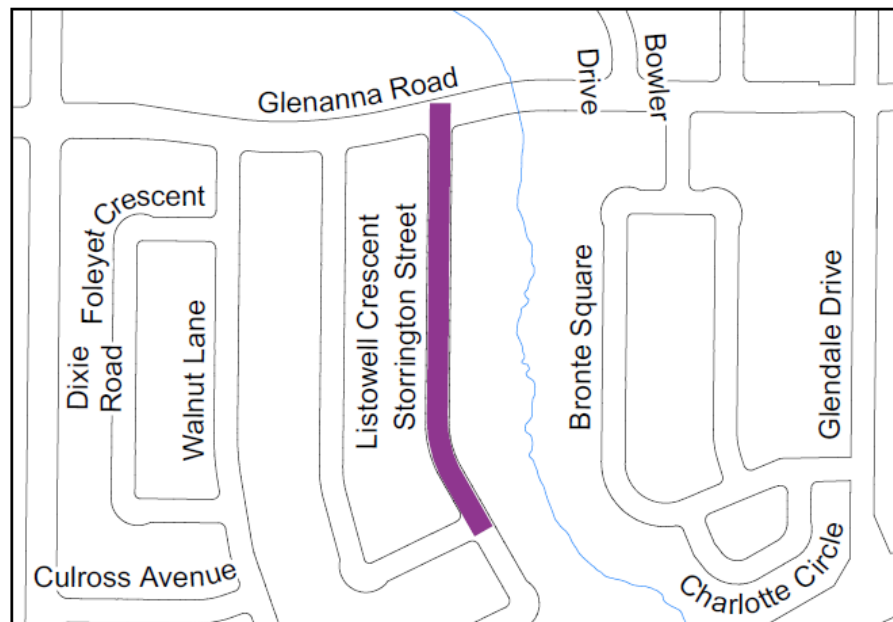 Bowler
Drive
Glenanna Road
Foleyet Crescent
Dixie
Road
Walnut Lane
Listowell Crescent
Storrington Street
Bronte Square
Glendale Drive
Culross Avenue
Charlotte Circle